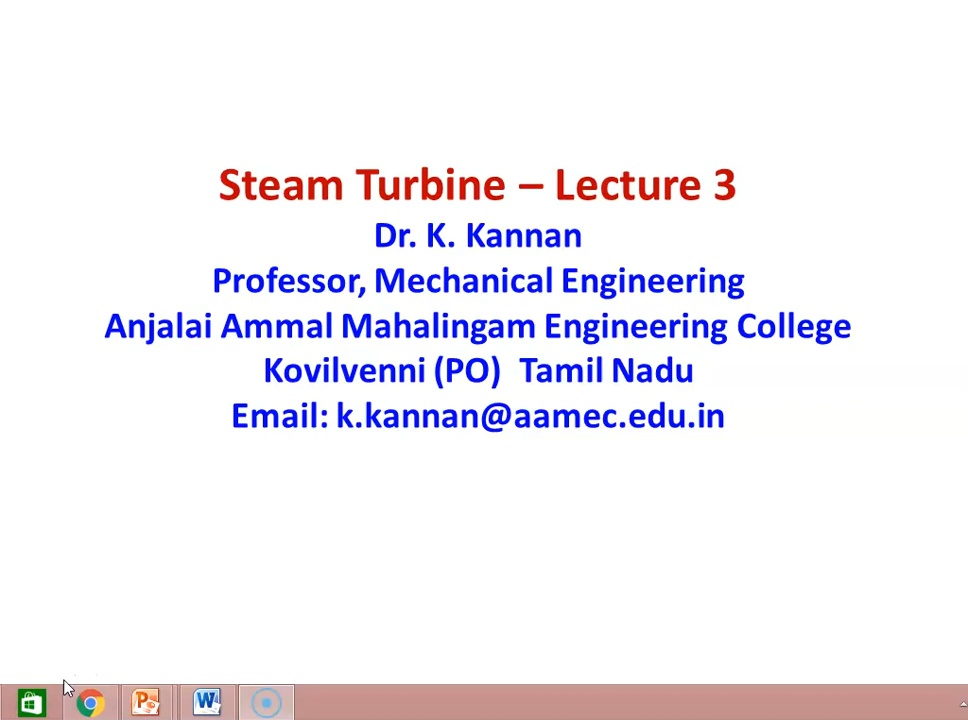 Steam Turbine – Lecture 3
Dr. K. Kannan
Professor, Mechanical Engineering
Anjalai Ammal Mahalingam Engineering College
Kovilvenni (PO) Tamil Nadu
Email: k.kannan@aamec.edu.in